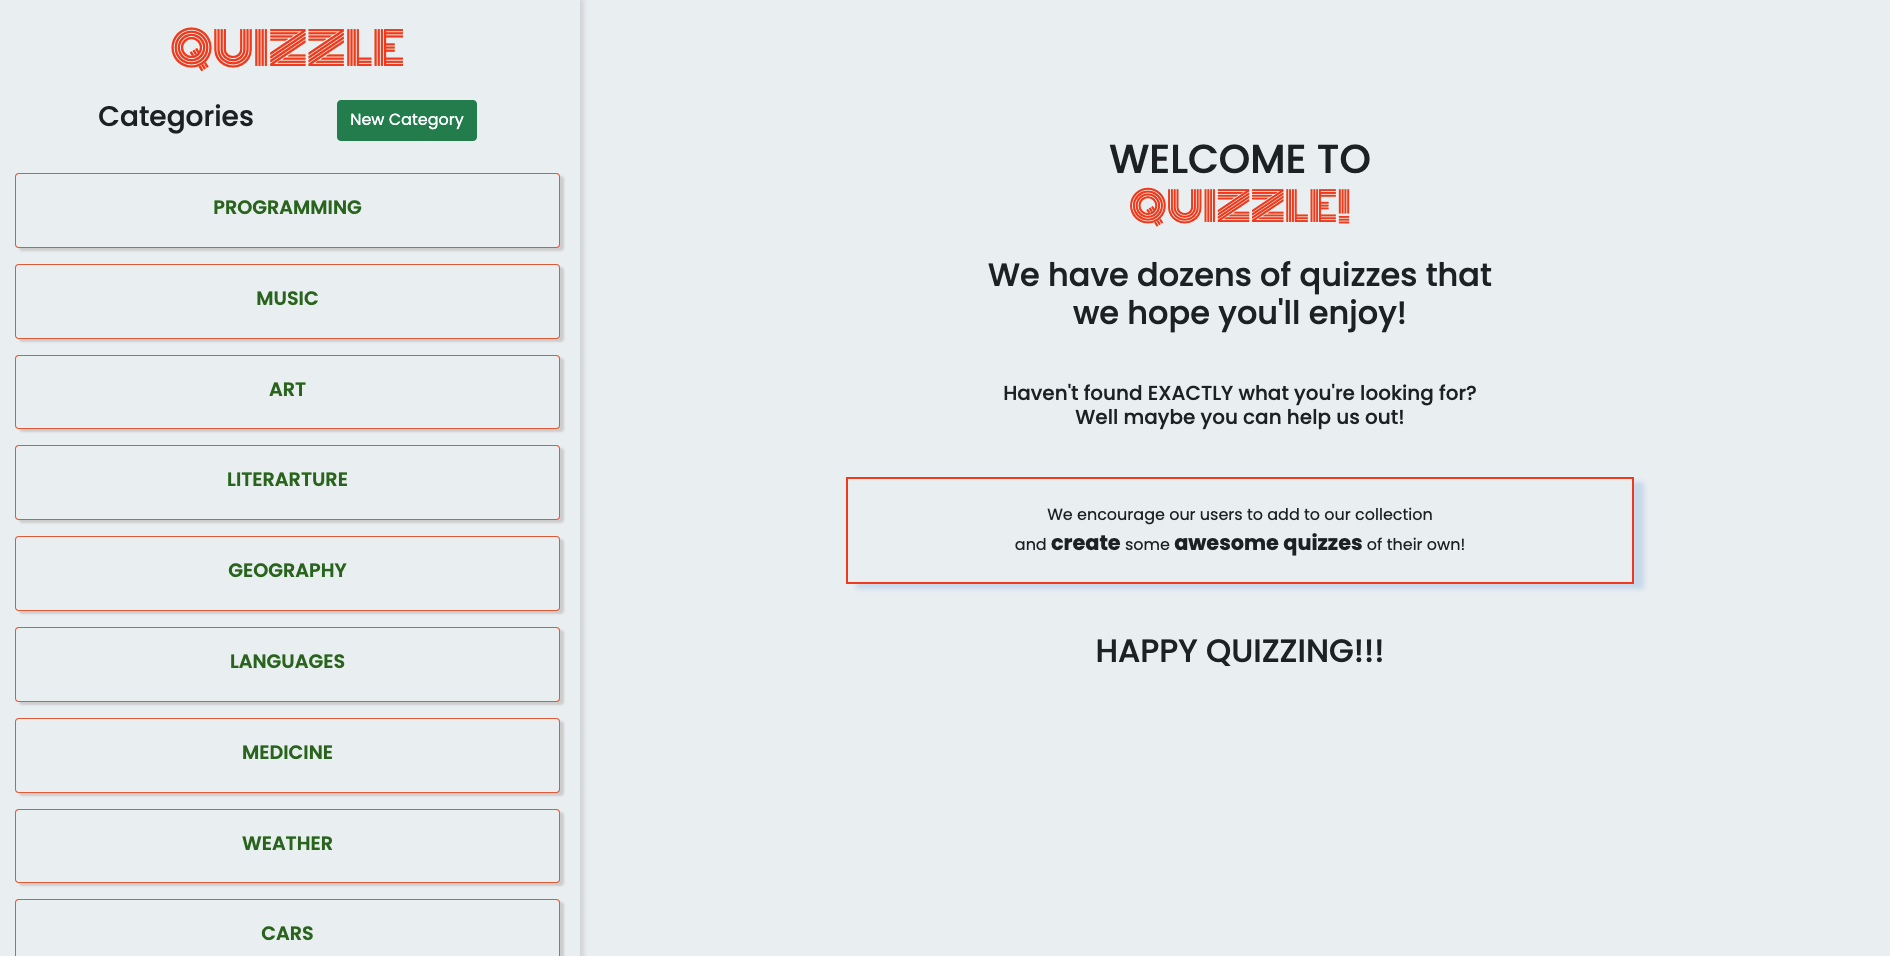 QUIZZLE
Categories
New Category
PROGRAMMING
MUSIC
ART
LITERARTURE
GEOGRAPHY
LANGUAGES
MEDICINE
WEATHER
CARS
WELCOME TO
QUIZZLE!
We have dozens of quizzes that
we hope you'll enjoy!
Haven't found EXACTLY what you're looking for?
Well maybe you can help us out!
We encourage our users to add to our collection
and create some awesome quizzes of their own!
HAPPY QUIZZING!!!